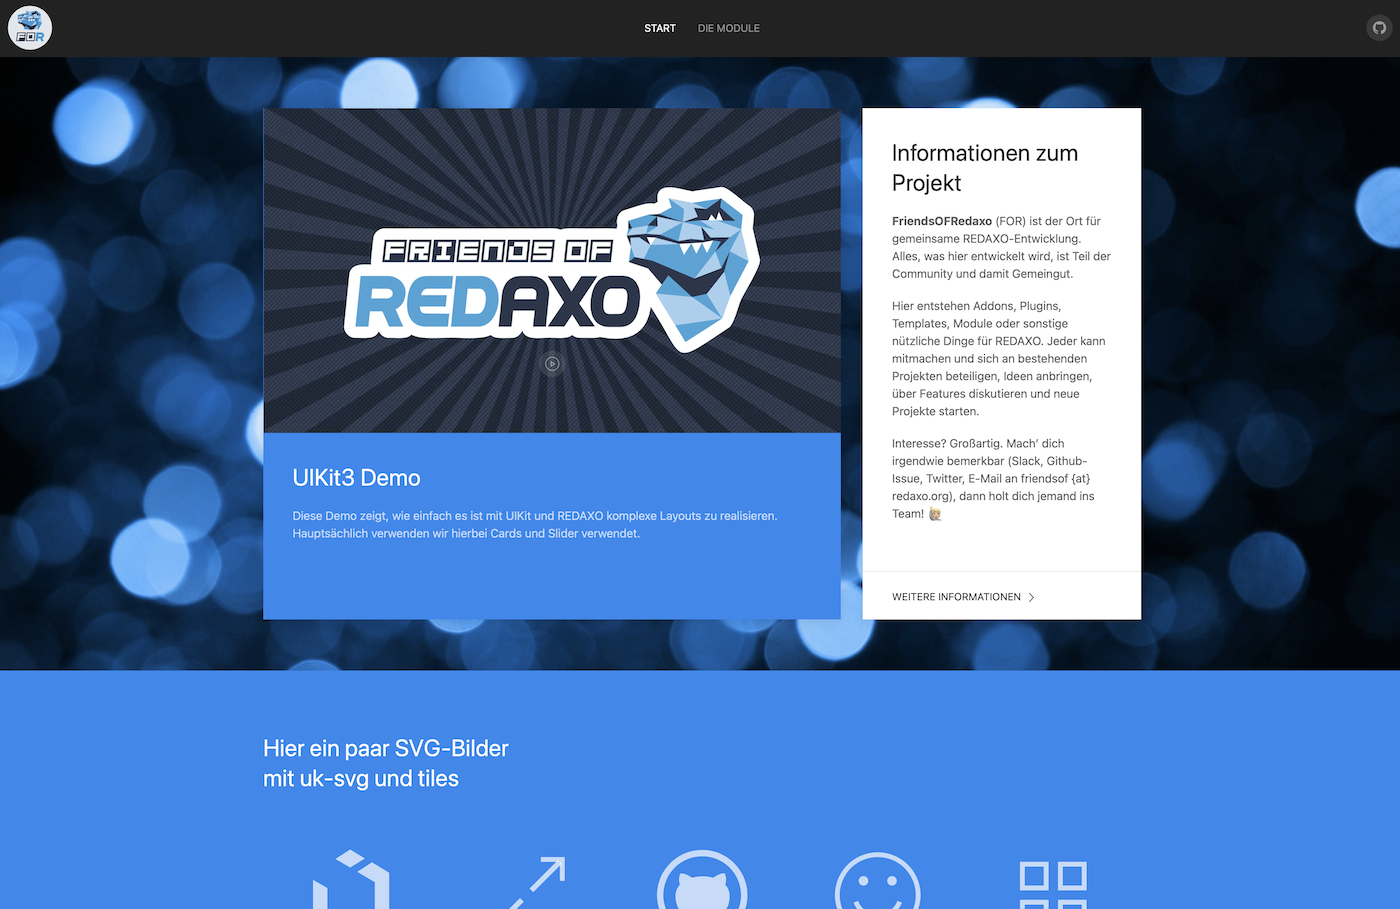 FOR
START
DIE MODULE
FRIENDS OF
REDAXO
UIKit3 Demo
Diese Demo zeigt, wie einfach es ist mit UIKit und REDAXO komplexe Layouts zu realisieren.
Hauptsächlich verwenden wir hierbei Cards und Slider verwendet.
Informationen zum
Projekt
FriendsOFRedaxo (FOR) ist der Ort für
gemeinsame REDAXO-Entwicklung.
Alles, was hier entwickelt wird, ist Teil der
Community und damit Gemeingut.
Hier entstehen Addons, Plugins,
Templates, Module oder sonstige
nützliche Dinge für REDAXO. Jeder kann
mitmachen und sich an bestehenden
Projekten beteiligen, Ideen anbringen,
über Features diskutieren und neue
Projekte starten.
Interesse? Großartig. Mach’ dich
irgendwie bemerkbar (Slack, Github-
Issue, Twitter, E-Mail an friendsof {at}
redaxo.org), dann holt dich jemand ins
Team! 🙋🏼
WEITERE INFORMATIONEN
Hier ein paar SVG-Bilder
mit uk-svg und tiles